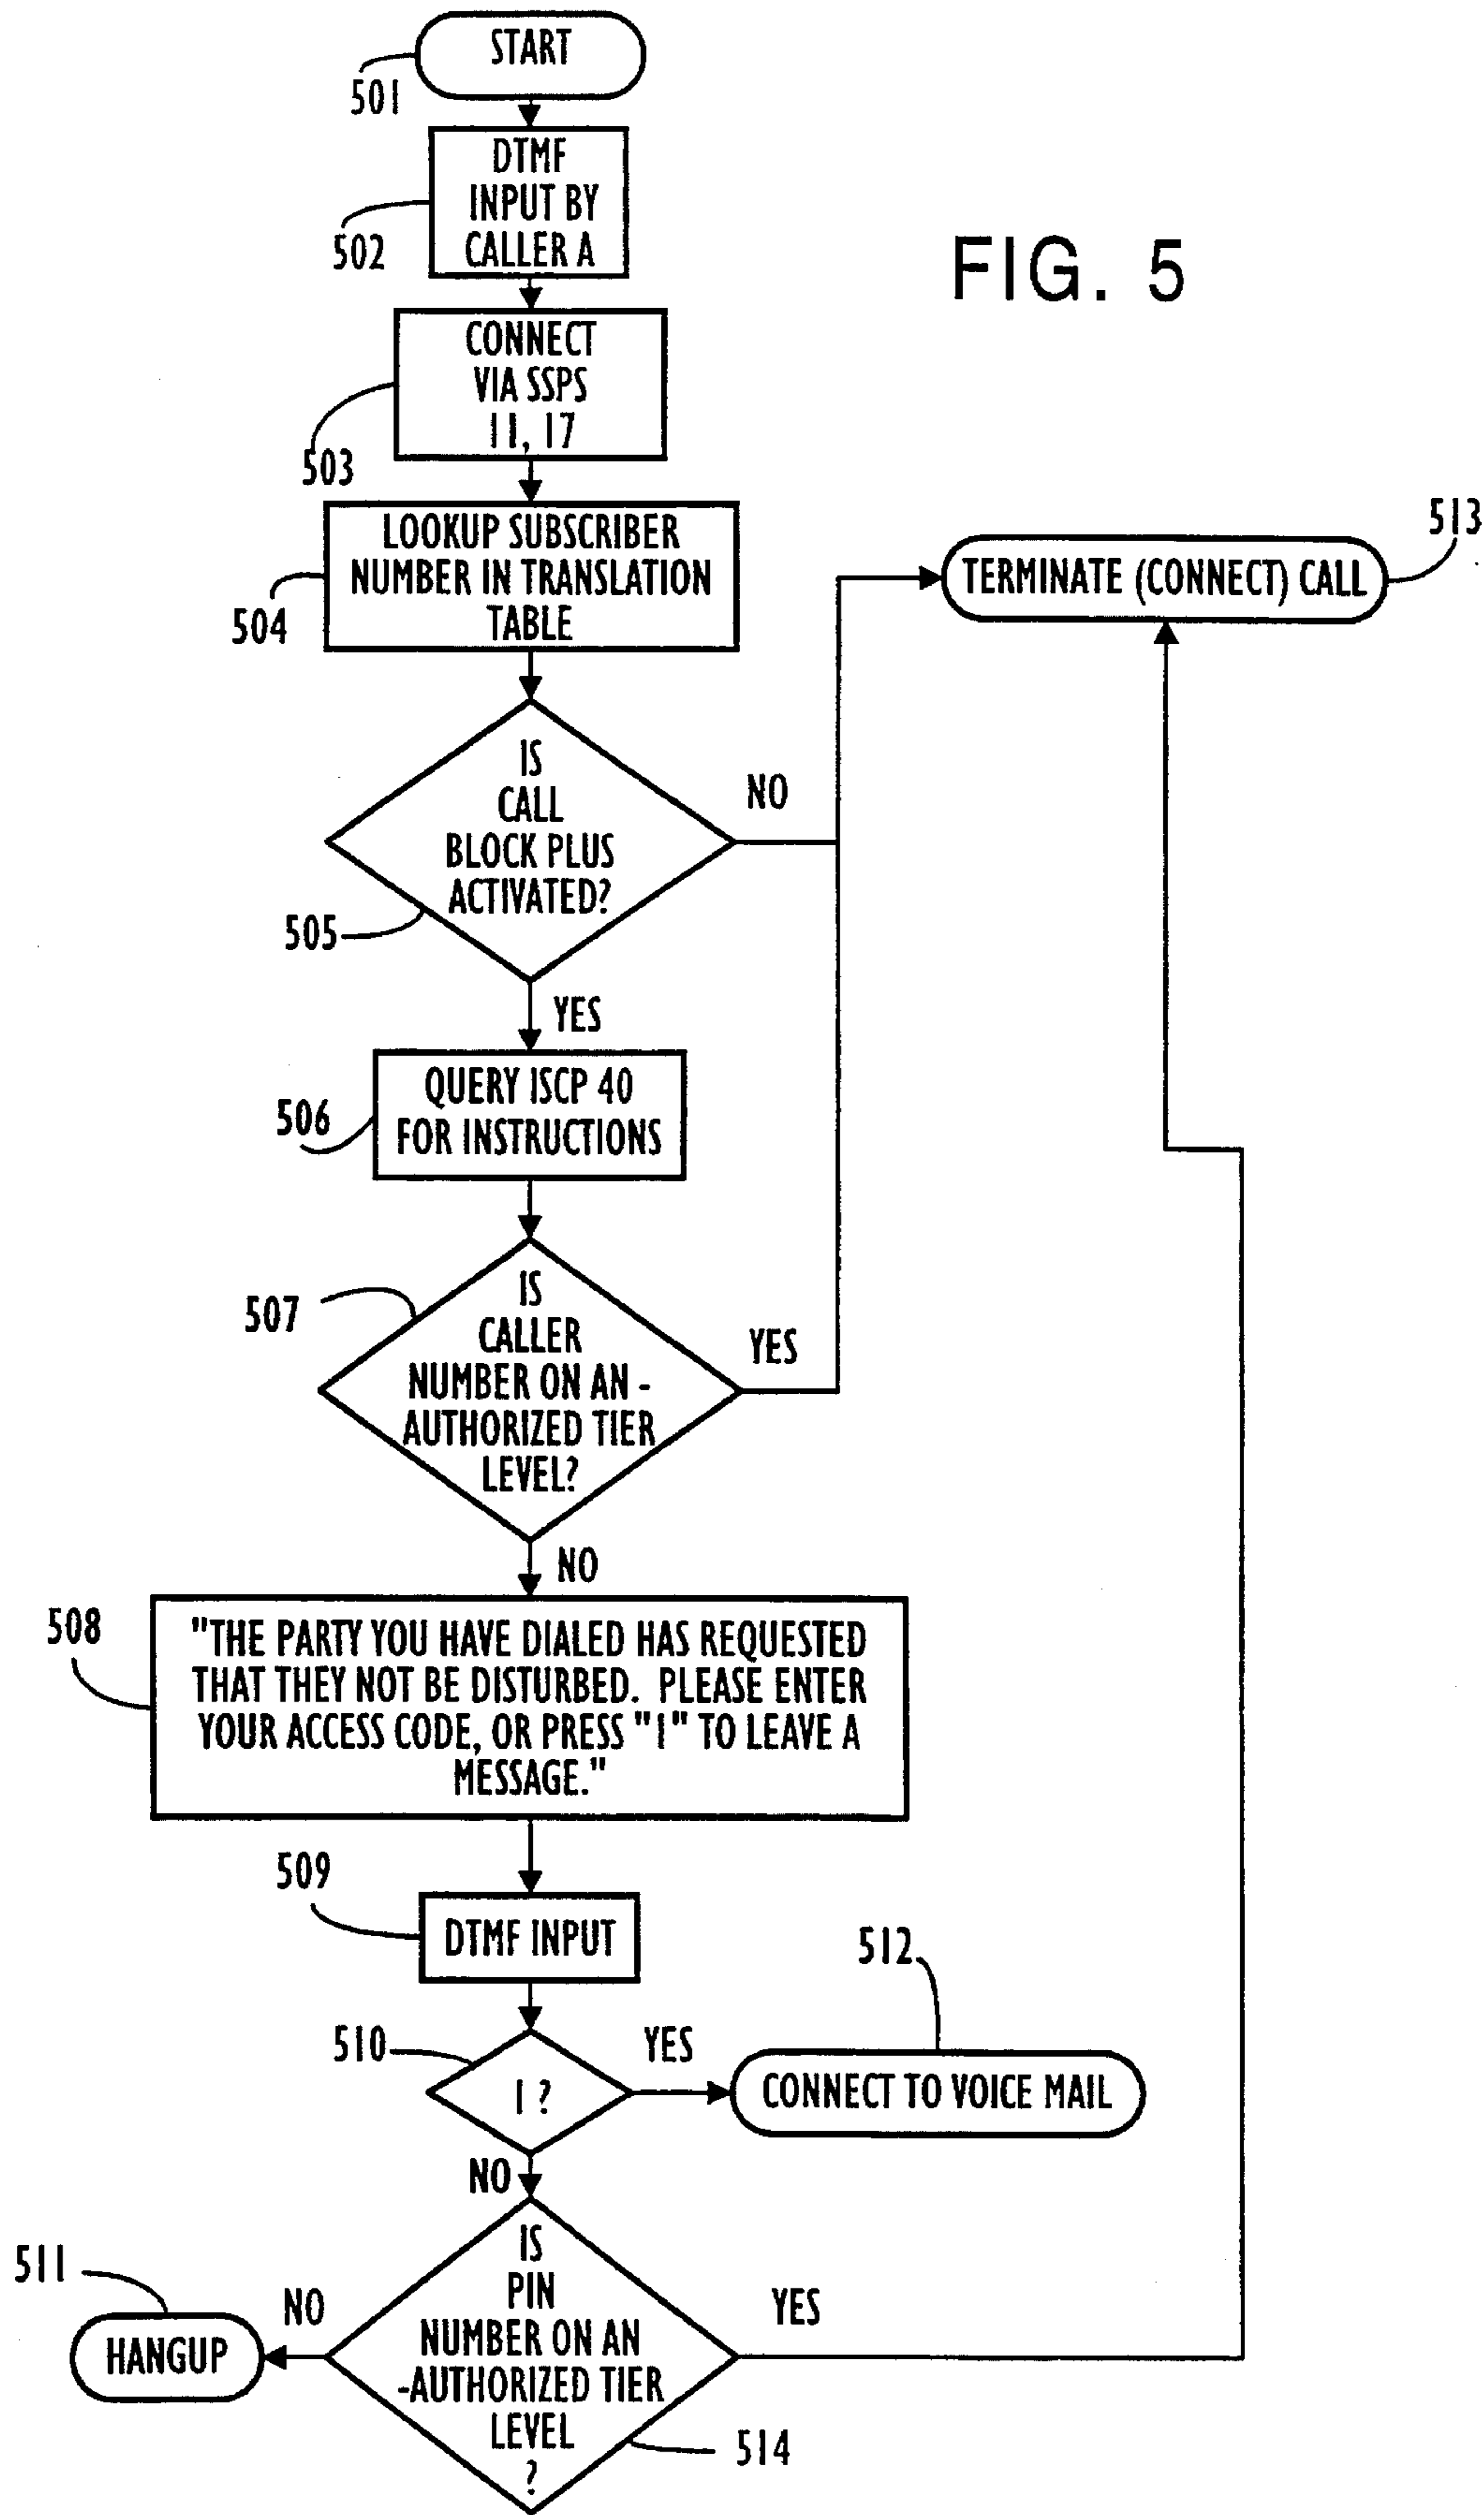 START
501
DTMF
INPUT BY
CALLER A
502
FIG. 5
CONNECT
VIA SSPS
11, 17
503
LOOKUP SUBSCRIBER
NUMBER IN TRANSLATION
TABLE
504
513
TERMINATE (CONNECT) CALL
IS
CALL
BLOCK PLUS
ACTIVATED?
NO
505
YES
QUERY ISCP 40
FOR INSTRUCTIONS
506
507
IS
CALLER
NUMBER ON AN -
AUTHORIZED TIER
LEVEL?
YES
NO
508
"THE PARTY YOU HAVE DIALED HAS REQUESTED
THAT THEY NOT BE DISTURBED. PLEASE ENTER
YOUR ACCESS CODE, OR PRESS "1" TO LEAVE A
MESSAGE."
509
DTMF INPUT
510
1 ?
YES
512
CONNECT TO VOICE MAIL
NO
511
HANGUP
NO
IS
PIN
NUMBER ON AN
-AUTHORIZED TIER
LEVEL
?
YES
514